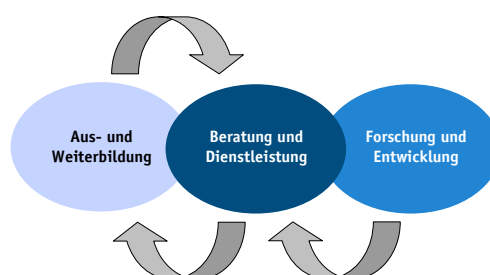 Aus- und
Weiterbildung
Beratung und
Dienstleistung
Forschung und
Entwicklung